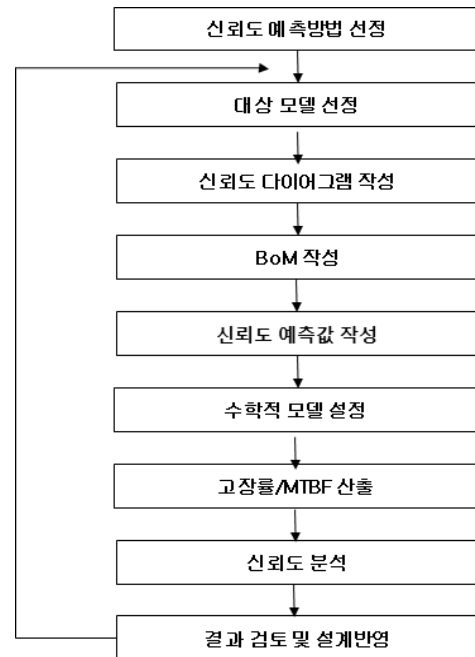 신뢰도 예측방법 선정
대상 모델 선정
신뢰도 다이어그램 작성
BoM 작성
신뢰도 예측값 작성
수학적 모델 설정
고장률/MTBF 산출
신뢰도 분석
결과 검토 및 설계반영